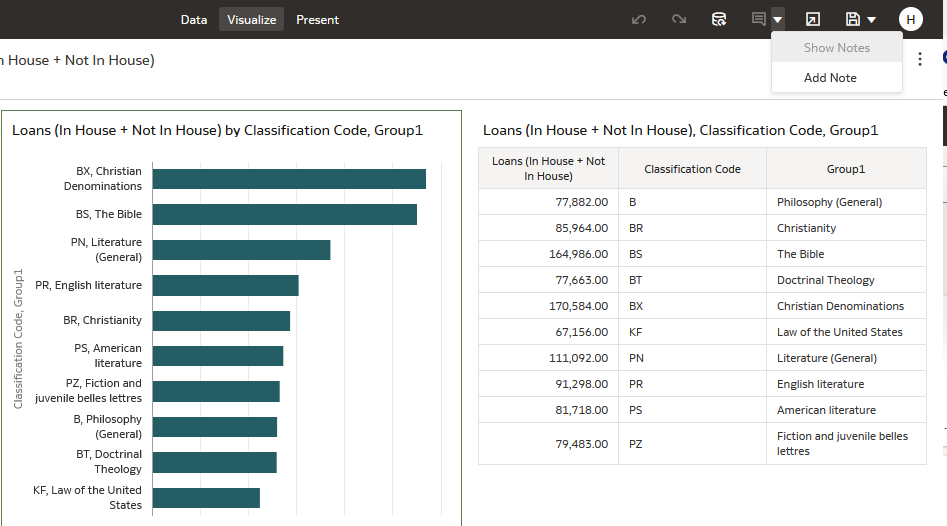 Data Visualize Present
H
Show Notes
Add Note
n House + Not In House)
Loans (In House + Not In House) by Classification Code, Group1
Classification Code, Group1
BX, Christian
Denominations
BS, The Bible
PN, Literature
(General)
PR, English literature
BR, Christianity
PS, American
literature
PZ, Fiction and
juvenile belles lettres
B, Philosophy
(General)
BT, Doctrinal
Theology
KF, Law of the United
States
Loans (In House + Not In House), Classification Code, Group1
Loans (In House + Not
In House)
Classification Code
Group1
77,882.00 B Philosophy (General)
85,964.00 BR Christianity
164,986.00 BS The Bible
77,663.00 BT Doctrinal Theology
170,584.00 BX Christian Denominations
67,156.00 KF Law of the United States
111,092.00 PN Literature (General)
91,298.00 PR English literature
81,718.00 PS American literature
79,483.00 PZ Fiction and juvenile belles
lettres